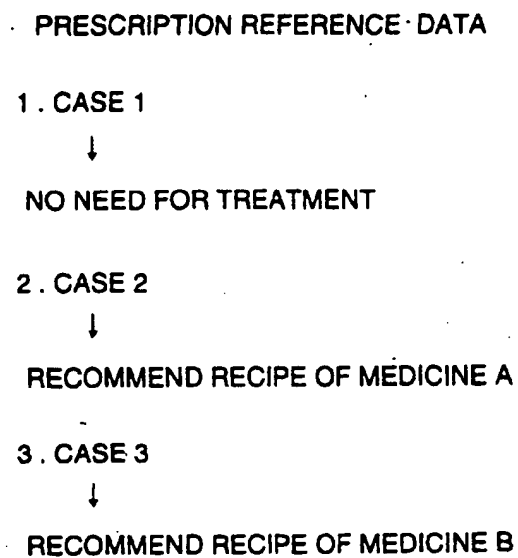 PRESCRIPTION REFERENCE DATA
1 . CASE 1
↓
NO NEED FOR TREATMENT
2 . CASE 2
↓
RECOMMEND RECIPE OF MEDICINE A
3 . CASE 3
↓
RECOMMEND RECIPE OF MEDICINE B